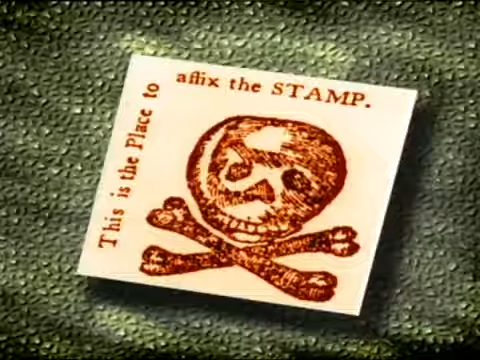 This is the Place to
affix the STAMP.